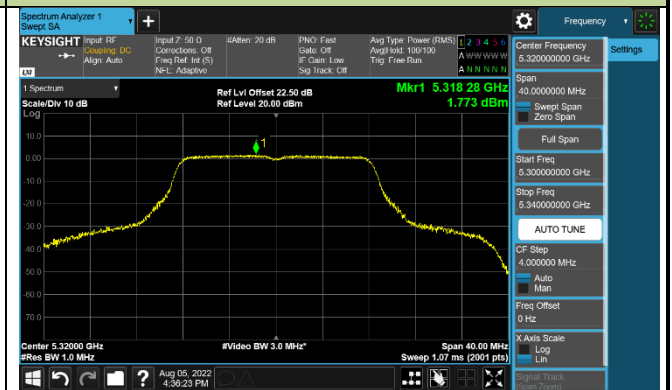 Spectrum Analyzer 1
Swept SA
+
Frequency
KEYSIGHT
Input: RF
Coupling: DC
Align: Auto
LXI
Input Z: 50 Ω
Corrections: Off
Freq Ref: Int (S)
NFE: Adaptive
#Atten: 20 dB
PNO: Fast
Gate: Off
IF Gain: Low
Sig Track: Off
Avg Type: Power (RMS)
Avg|Hold: 100/100
Trig: Free Run
1 2 3 4 5 6
A W W W W W
A N N N N N
1 Spectrum
Scale/Div 10 dB
Log
Ref Lvl Offset 22.50 dB
Ref Level 20.00 dBm
Mkr1 5.318 28 GHz
1.773 dBm
1
10.0
0.00
-10.0
-20.0
-30.0
-40.0
-50.0
-60.0
-70.0
Center 5.32000 GHz
#Res BW 1.0 MHz
#Video BW 3.0 MHz*
Span 40.00 MHz
Sweep 1.07 ms (2001 pts)
Aug 05, 2022
4:36:23 PM
?
Center Frequency
5.320000000 GHz
Settings
Span
40.0000000 MHz
Swept Span
Zero Span
Full Span
Start Freq
5.300000000 GHz
Stop Freq
5.340000000 GHz
AUTO TUNE
CF Step
4.000000 MHz
Auto
Man
Freq Offset
0 Hz
X Axis Scale
Log
Lin
Signal Track
(Span Zoom)